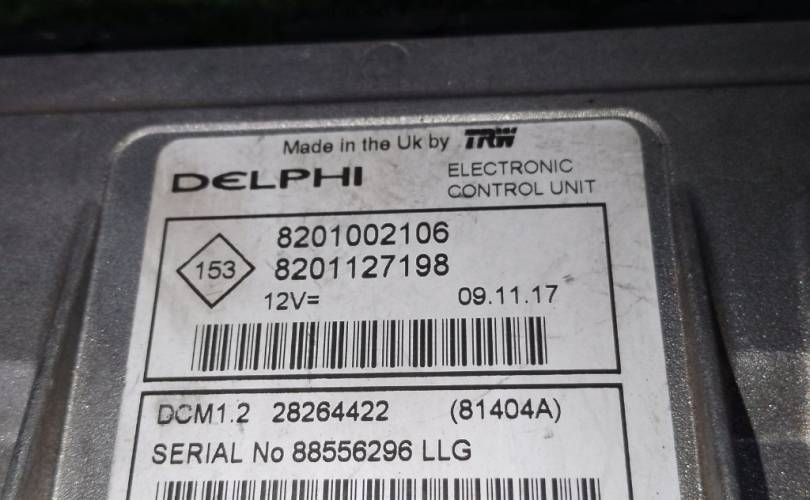 Made in the Uk by TRW
DELPHI
ELECTRONIC
CONTROL UNIT
8201002106
153
8201127198
12V=
09.11.17
DCM1.2 28264422 (81404A)
SERIAL No 88556296 LLG